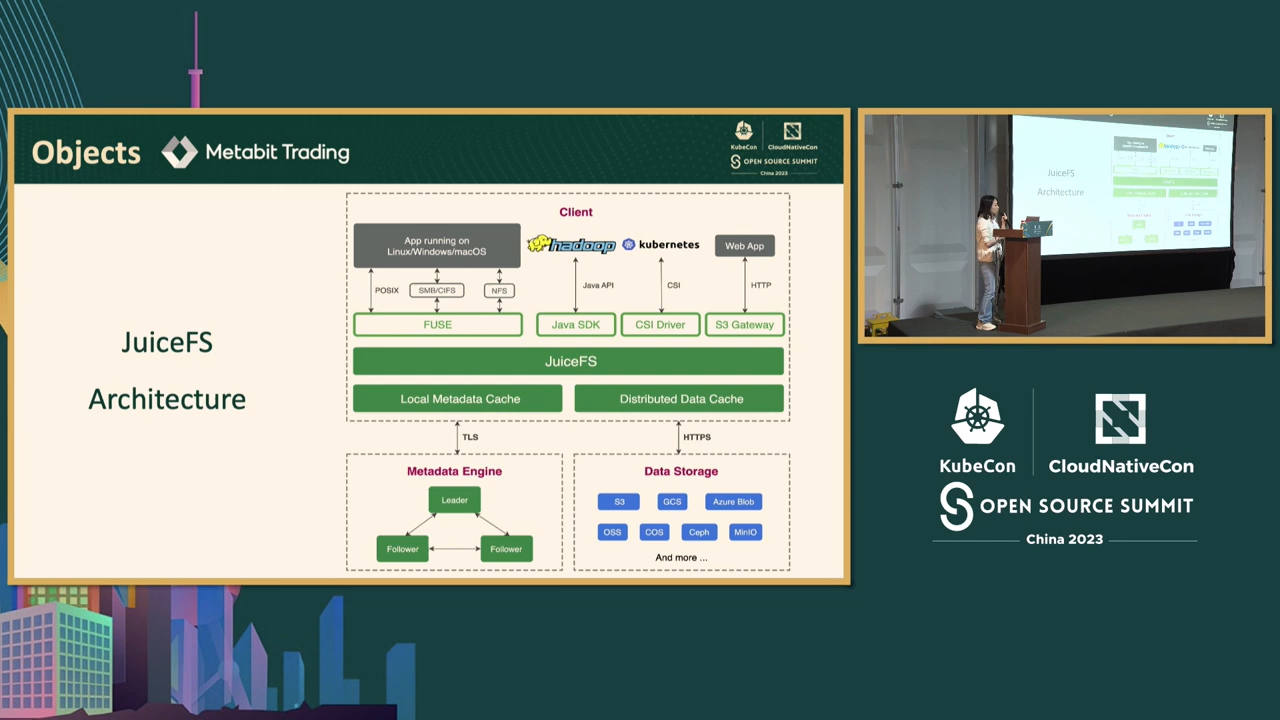 Objects
Metabit Trading
KubeCon
CloudNativeCon
OPEN SOURCE SUMMIT
China 2023
JuiceFS
Architecture
Client
App running on
Linux/Windows/macOS
hadoop
kubernetes
Web App
POSIX
SMB/CIFS
NFS
Java API
CSI
HTTP
FUSE
Java SDK
CSI Driver
S3 Gateway
JuiceFS
Local Metadata Cache
Distributed Data Cache
TLS
HTTPS
Metadata Engine
Leader
Follower
Follower
Data Storage
S3
GCS
Azure Blob
OSS
COS
Ceph
MinIO
And more ...
JuiceFS
Architecture
KubeCon
CloudNativeCon
OPEN SOURCE SUMMIT
China 2023